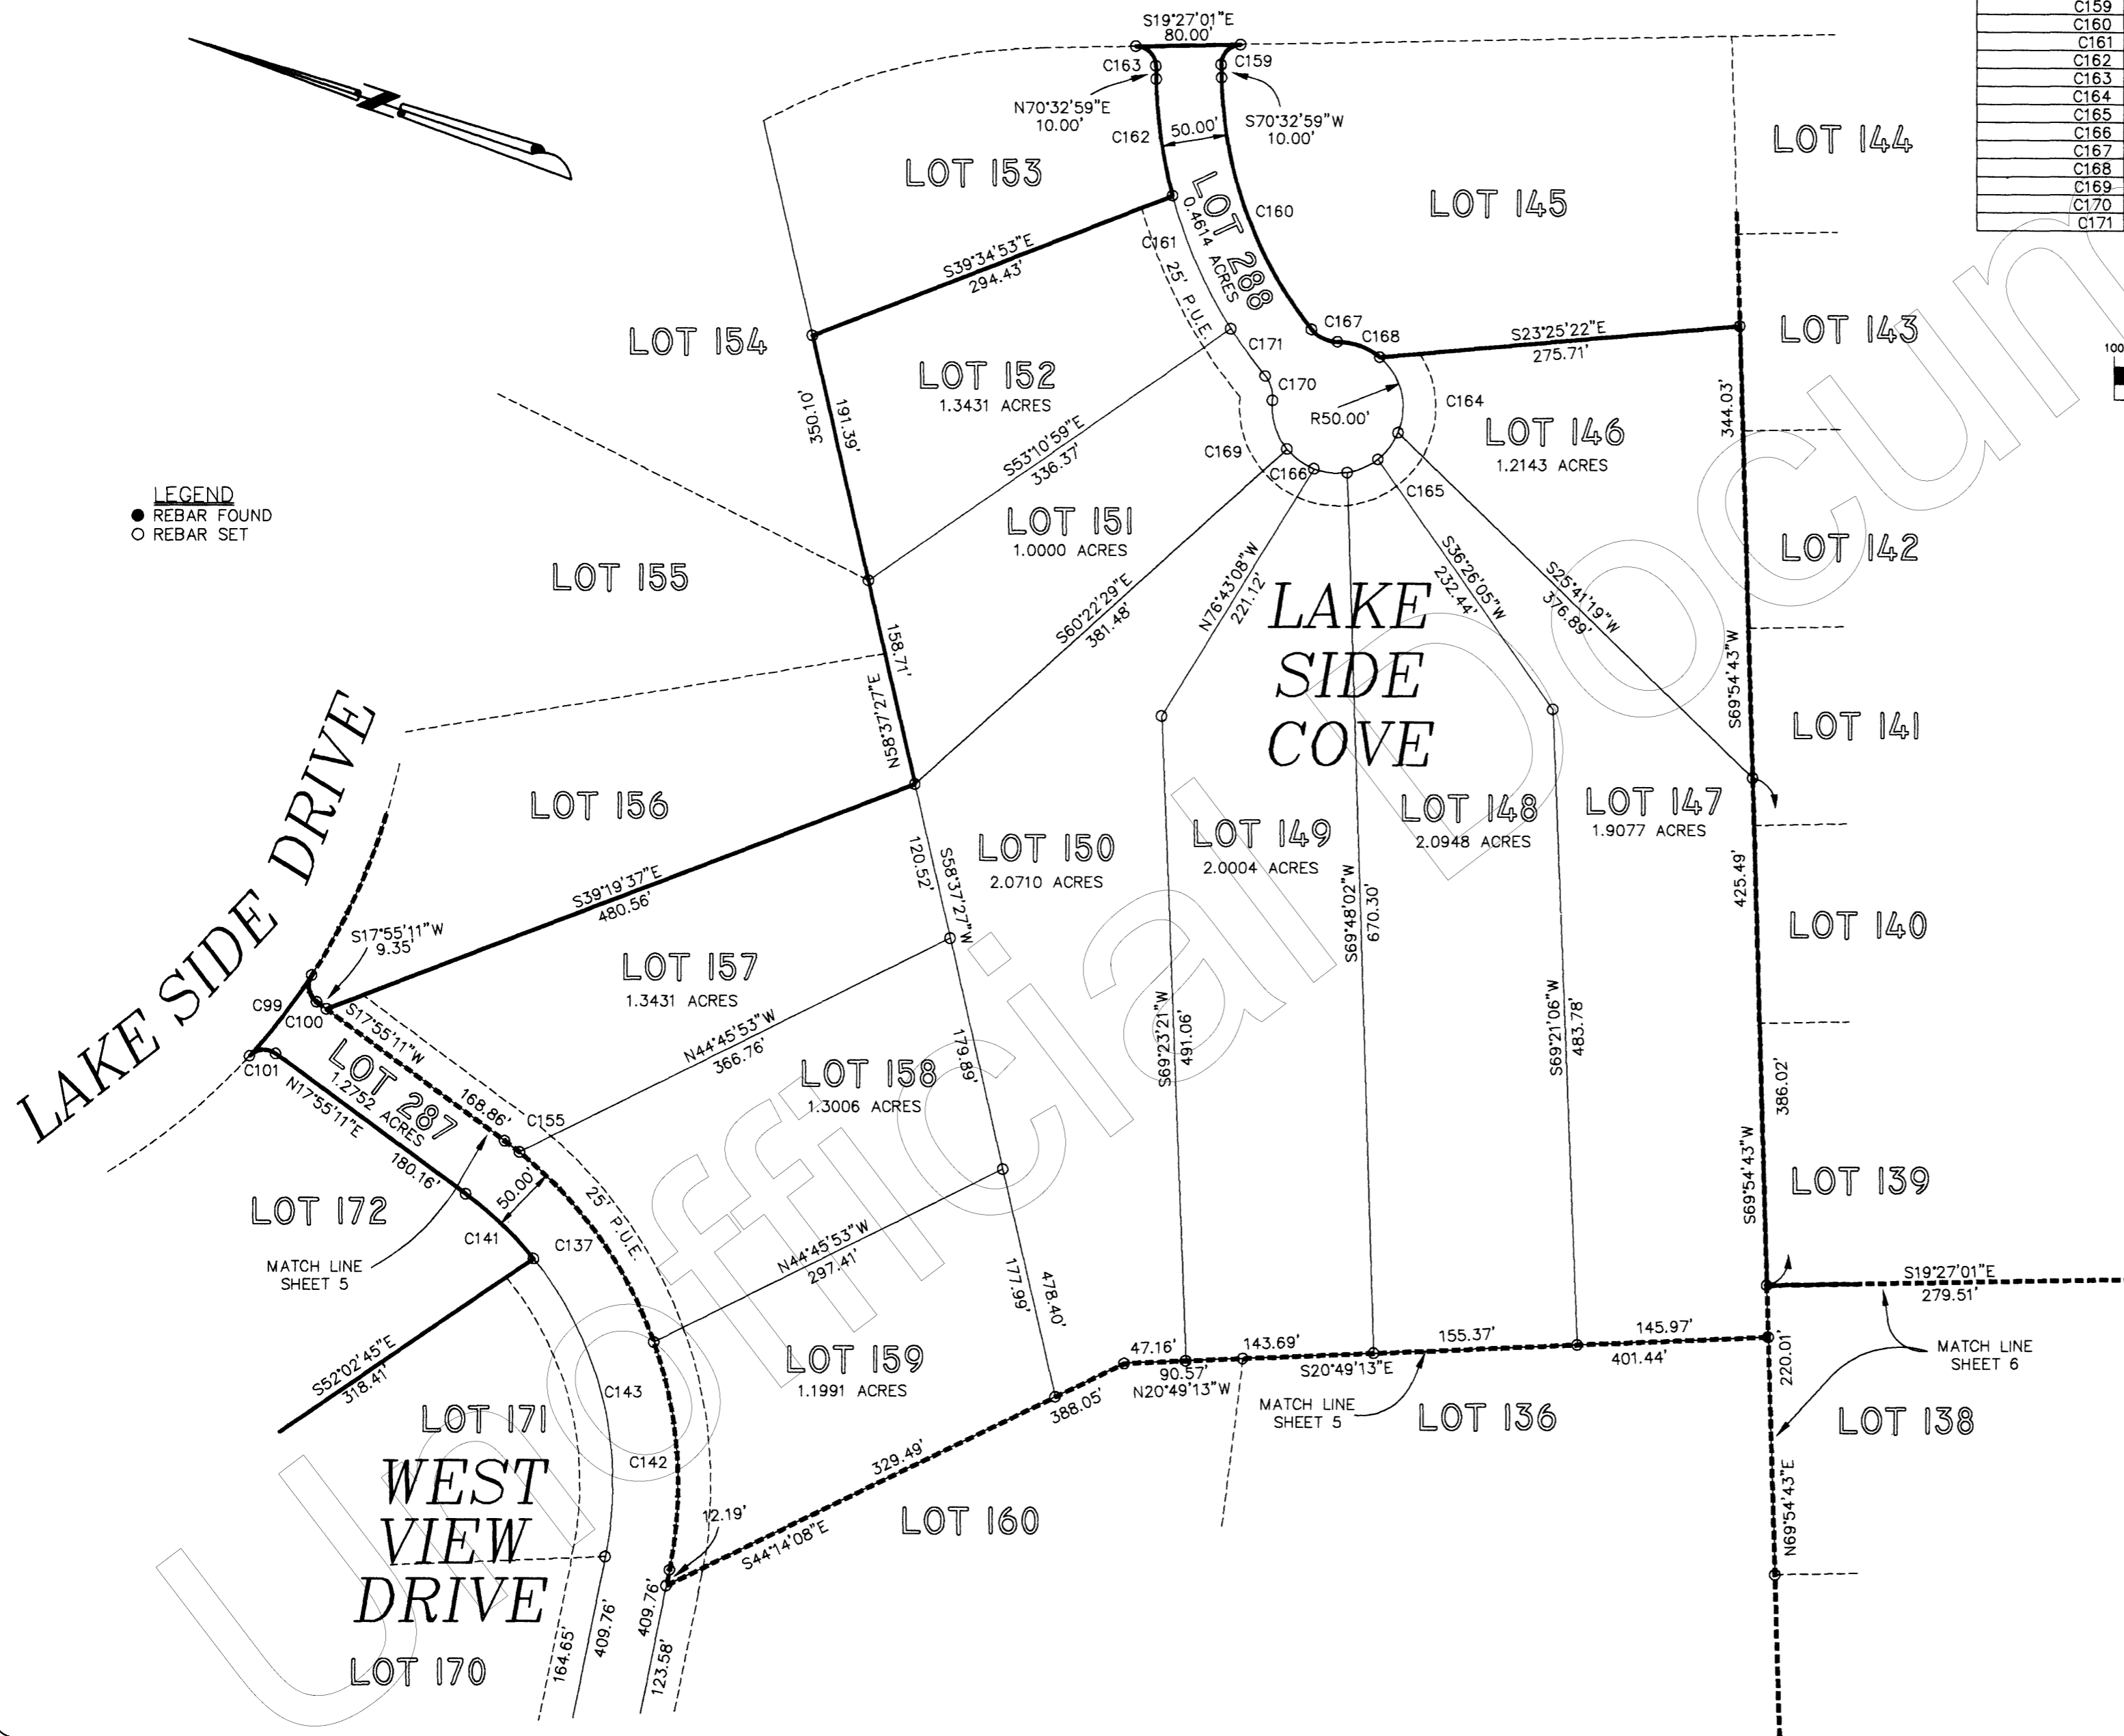 S19°27'01"E
80.00'
C163
C159
N70°32'59"E
10.00'
S70°32'59"W
10.00'
C162
50.00'
C159
C160
C161
C162
C163
C164
C165
C166
C167
C168
C169
C170
C171
LOT 153
LOT 288
0.4614 ACRES
C160
LOT 145
LOT 144
S39°34'53"E
294.43'
C161
25' P.U.E.
LOT 154
C167
C168
S23°25'22"E
275.71'
LOT 143
100
LOT 152
1.3431 ACRES
C171
C170
R50.00'
C164
350.10'
191.39'
S53°10'59"E
336.37'
C169
C166
C165
LOT 146
1.2143 ACRES
344.03'
LEGEND
● REBAR FOUND
○ REBAR SET
LOT 155
LOT 151
1.0000 ACRES
LOT 142
N76°43'08"W
221.12'
S36°26'05"W
232.44'
S25°41'19"W
376.89'
LAKE
SIDE
COVE
S60°22'29"E
381.48'
158.71'
N58°37'27"E
S69°54'43"W
LOT 141
LAKE SIDE DRIVE
LOT 156
LOT 150
2.0710 ACRES
LOT 149
2.0004 ACRES
LOT 148
2.0948 ACRES
LOT 147
1.9077 ACRES
120.52'
S58°37'27"W
S39°19'37"E
480.56'
S69°48'02"W
670.30'
425.49'
LOT 140
S17°55'11"W
9.35'
LOT 157
1.3431 ACRES
C99
C100
C101
S17°55'11"W
168.86'
LOT 287
1.2752 ACRES
N17°55'11"E
180.16'
N44°45'53"W
366.76'
179.89'
S69°23'21"W
491.06'
S69°21'06"W
483.78'
386.02'
S69°54'43"W
LOT 158
1.3006 ACRES
C155
LOT 139
LOT 172
50.00'
25' P.U.E.
C141
C137
MATCH LINE
SHEET 5
N44°45'53"W
297.41'
177.99'
478.40'
S19°27'01"E
279.51'
S52°02'45"E
318.41'
C143
LOT 159
1.1991 ACRES
47.16'
90.57'
N20°49'13"W
143.69'
S20°49'13"E
155.37'
145.97'
401.44'
220.01'
MATCH LINE
SHEET 6
388.05'
MATCH LINE
SHEET 5
LOT 136
LOT 138
LOT 171
C142
329.49'
S44°14'08"E
12.19'
LOT 160
N69°54'43"E
WEST
VIEW
DRIVE
LOT 170
164.65'
409.76'
409.76'
123.58'
Unofficial Docum